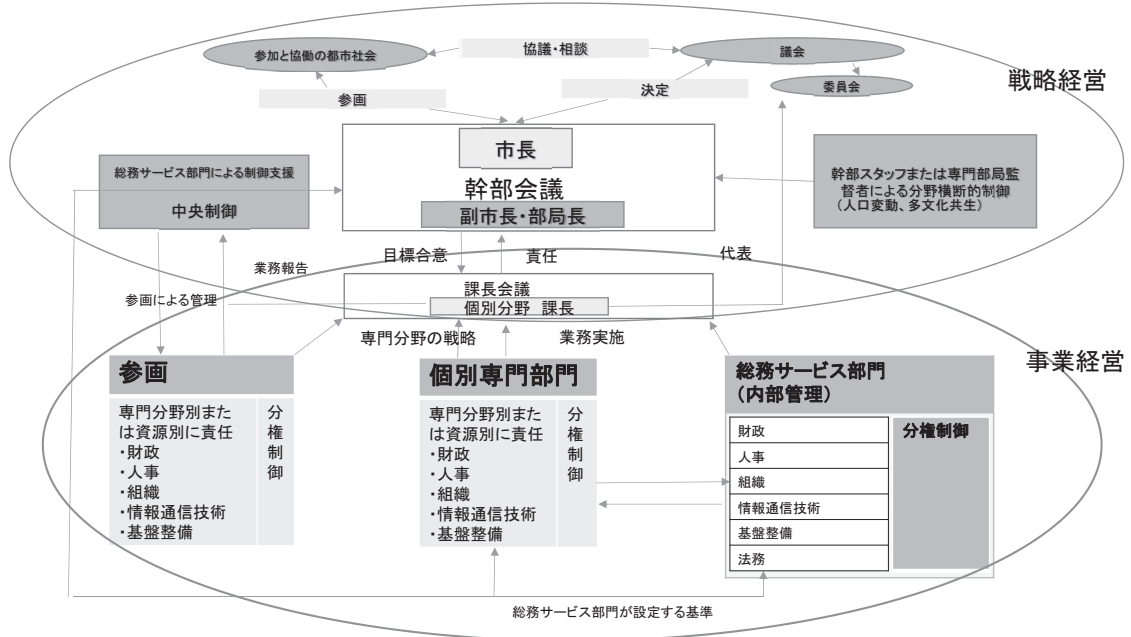 参加と協働の都市社会
協議・相談
議会
委員会
参画
決定
戦略経営
市長
幹部会議
副市長・部局長
総務サービス部門による制御支援
中央制御
幹部スタッフまたは専門部局監
督者による分野横断的制御
(人口変動、多文化共生)
目標合意
責任
代表
業務報告
参画による管理
課長会議
個別分野 課長
専門分野の戦略
業務実施
事業経営
参画
専門分野別また
は資源別に責任
・財政
・人事
・組織
・情報通信技術
・基盤整備
分権制御
個別専門部門
専門分野別また
は資源別に責任
・財政
・人事
・組織
・情報通信技術
・基盤整備
分権制御
総務サービス部門
(内部管理)
財政
人事
組織
情報通信技術
基盤整備
法務
分権制御
総務サービス部門が設定する基準